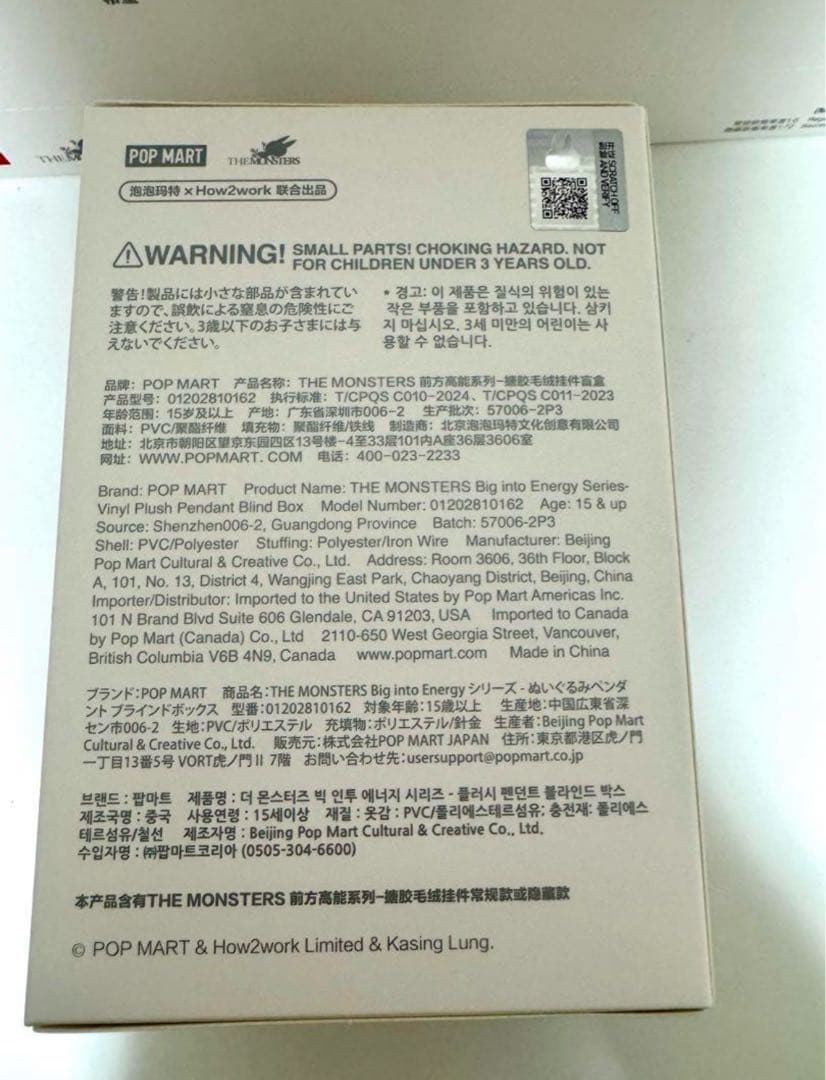 POP MART THE MONSTERS
泡泡玛特 × How2work 联合出品
SCRATCH OFF
AND VERIFY
WARNING! SMALL PARTS! CHOKING HAZARD. NOT
FOR CHILDREN UNDER 3 YEARS OLD.
警告!製品には小さな部品が含まれてい
ますので、誤飲による窒息の危険性にご
注意ください。3歳以下のお子さまには与
えないでください。
* 경고: 이 제품은 질식의 위험이 있는
작은 부품을 포함하고 있습니다. 삼키
지 마십시오. 3세 미만의 어린이는 사
용할 수 없습니다.
品牌: POP MART 产品名称: THE MONSTERS 前方高能系列-搪胶毛绒挂件盲盒
产品型号: 01202810162 执行标准: T/CPQS C010-2024、T/CPQS C011-2023
年龄范围: 15岁及以上 产地: 广东省深圳市006-2 生产批次: 57006-2P3
面料: PVC/聚酯纤维 填充物: 聚酯纤维/铁线 制造商: 北京泡泡玛特文化创意有限公司
地址: 北京市朝阳区望京东园四区13号楼-4至33层101内A座36层3606室
网址: WWW.POPMART.COM 电话: 400-023-2233
Brand: POP MART Product Name: THE MONSTERS Big into Energy Series-
Vinyl Plush Pendant Blind Box Model Number: 01202810162 Age: 15 & up
Source: Shenzhen006-2, Guangdong Province Batch: 57006-2P3
Shell: PVC/Polyester Stuffing: Polyester/Iron Wire Manufacturer: Beijing
Pop Mart Cultural & Creative Co., Ltd. Address: Room 3606, 36th Floor, Block
A, 101, No. 13, District 4, Wangjing East Park, Chaoyang District, Beijing, China
Importer/Distributor: Imported to the United States by Pop Mart Americas Inc.
101 N Brand Blvd Suite 606 Glendale, CA 91203, USA Imported to Canada
by Pop Mart (Canada) Co., Ltd 2110-650 West Georgia Street, Vancouver,
British Columbia V6B 4N9, Canada www.popmart.com Made in China
ブランド:POP MART 商品名:THE MONSTERS Big into Energy シリーズ - ぬいぐるみペンダ
ント ブラインドボックス 型番:01202810162 対象年齢:15歳以上 生産地:中国広東省深
セン市006-2 生地:PVC/ポリエステル 充填物:ポリエステル/針金 生産者:Beijing Pop Mart
Cultural & Creative Co., Ltd. 販売元:株式会社POP MART JAPAN 住所:東京都港区虎ノ門
一丁目13番5号 VORT虎ノ門Ⅱ 7階 お問い合わせ先:usersupport@popmart.co.jp
브랜드 : 팝마트 제품명 : 더 몬스터즈 빅 인투 에너지 시리즈 - 플러시 펜던트 블라인드 박스
제조국명 : 중국 사용연령 : 15세이상 재질 : 옷감 : PVC/폴리에스테르섬유; 충전재: 폴리에스
테르섬유/철선 제조자명 : Beijing Pop Mart Cultural & Creative Co., Ltd.
수입자명 : ㈜팝마트코리아 (0505-304-6600)
本产品含有THE MONSTERS 前方高能系列-搪胶毛绒挂件常规款或隐藏款
© POP MART & How2work Limited & Kasing Lung.